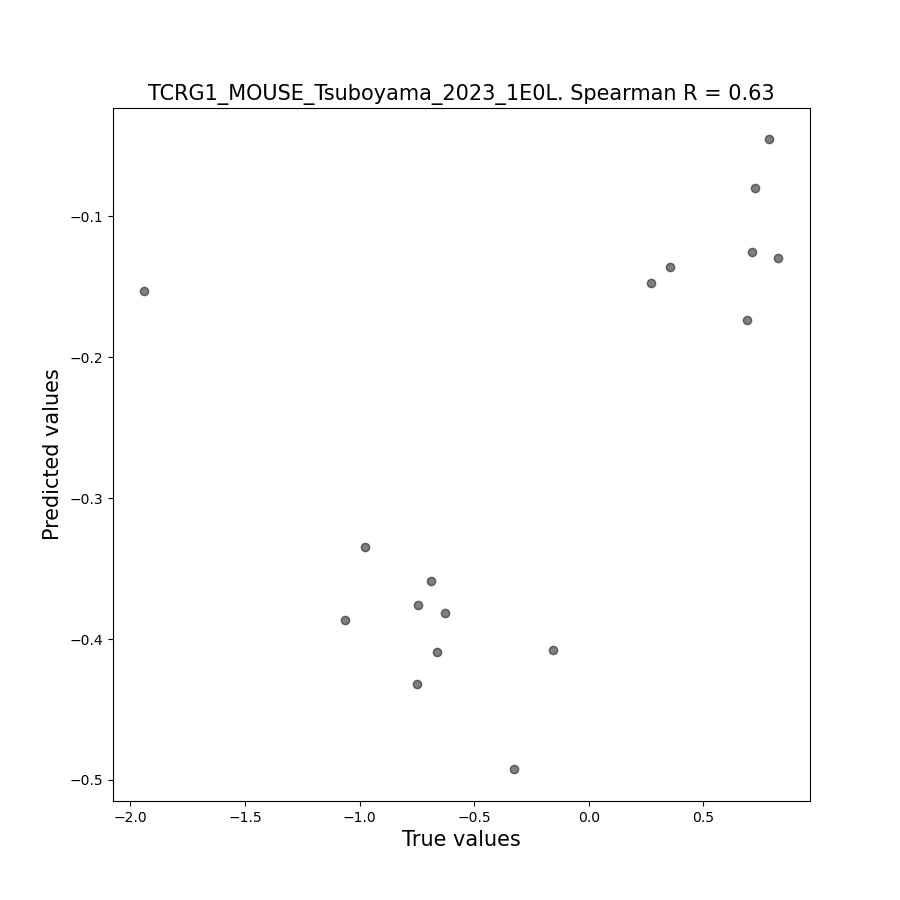 TCRG1_MOUSE_Tsuboyama_2023_1E0L. Spearman R = 0.63
−0.1
−0.2
−0.3
−0.4
−0.5
Predicted values
−2.0 −1.5 −1.0 −0.5 0.0 0.5
True values